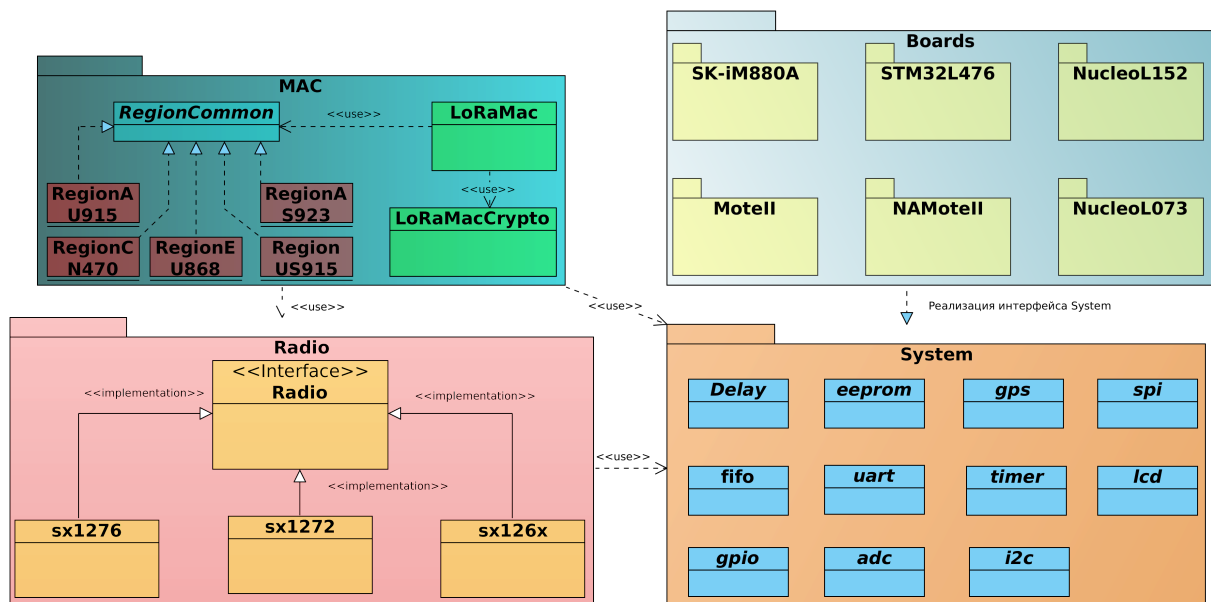 MAC
RegionCommon
<<use>>
LoRaMac
RegionA
U915
RegionA
S923
<<use>>
LoRaMacCrypto
RegionC
N470
RegionE
U868
Region
US915
<<use>>
<<use>>
Boards
SK-iM880A
STM32L476
NucleoL152
MoteII
NAMoteII
NucleoL073
Реализация интерфейса System
Radio
<<Interface>>
Radio
<<implementation>>
<<implementation>>
<<implementation>>
sx1276
sx1272
sx126x
<<use>>
System
Delay
eeprom
gps
spi
fifo
uart
timer
lcd
gpio
adc
i2c